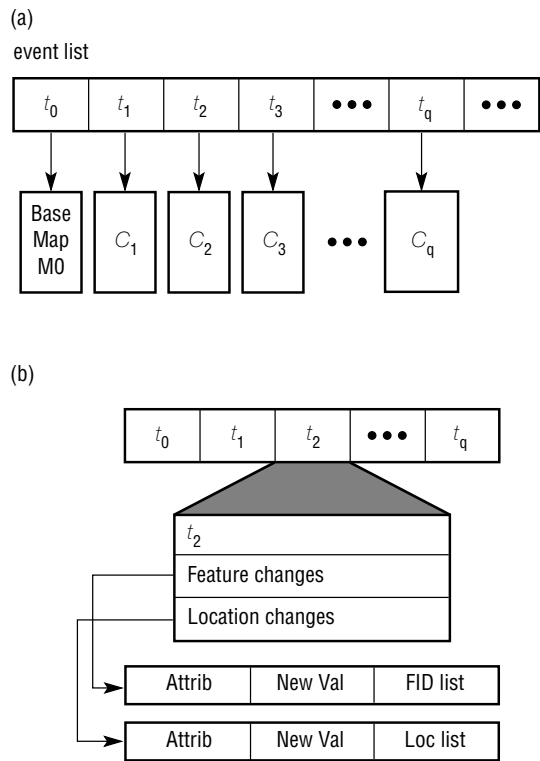 (a)
event list
t0 t1 t2 t3 ••• tq •••
Base
Map
M0
C1 C2 C3 ••• Cq
(b)
t0 t1 t2 ••• tq
t2
Feature changes
Location changes
Attrib New Val FID list
Attrib New Val Loc list